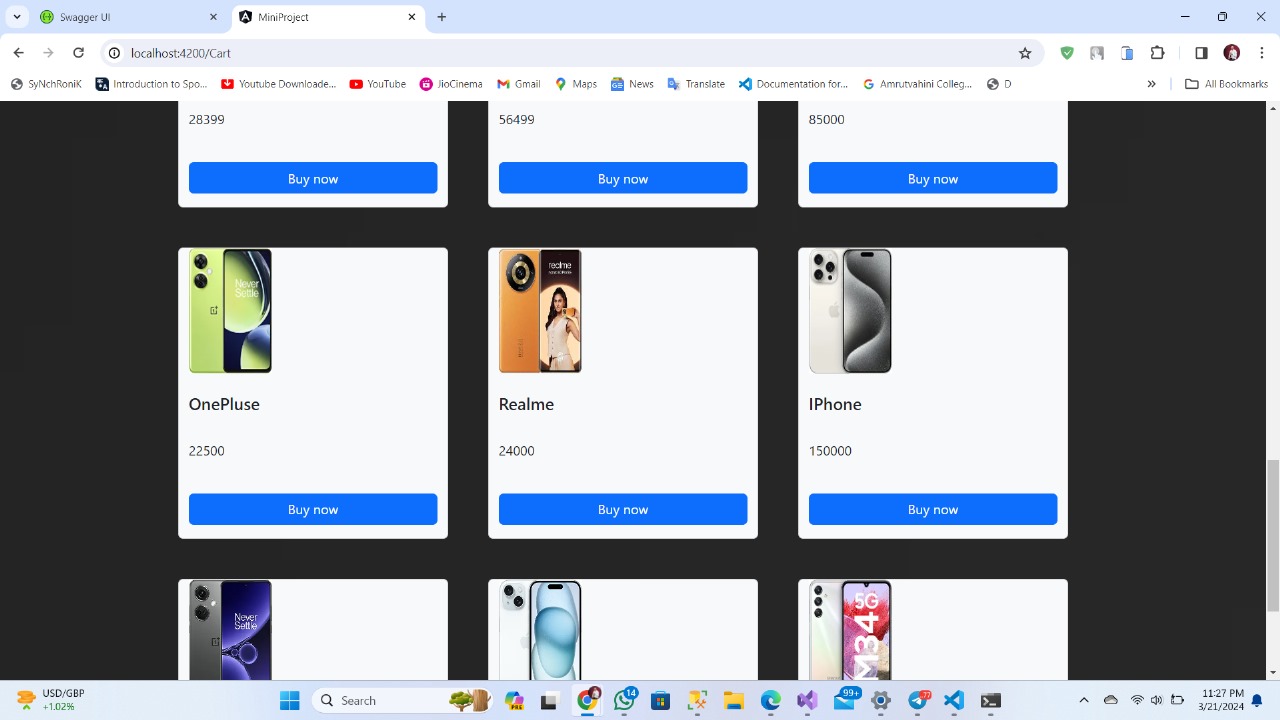 Swagger UI
MiniProject
localhost:4200/Cart
SyNchRoniK
Introduction to Spo...
Youtube Downloade...
YouTube
JioCinema
Gmail
Maps
News
Translate
Documentation for...
Amrutvahini Colleg...
D
»
All Bookmarks
28399
56499
85000
Buy now
Buy now
Buy now
Never
Settle
realme
OnePluse
Realme
IPhone
22500
24000
150000
Buy now
Buy now
Buy now
Never
Settle
5G
M34
USD/GBP
+1.02%
Search
PRE
14
99+
77
11:27 PM
3/21/2024